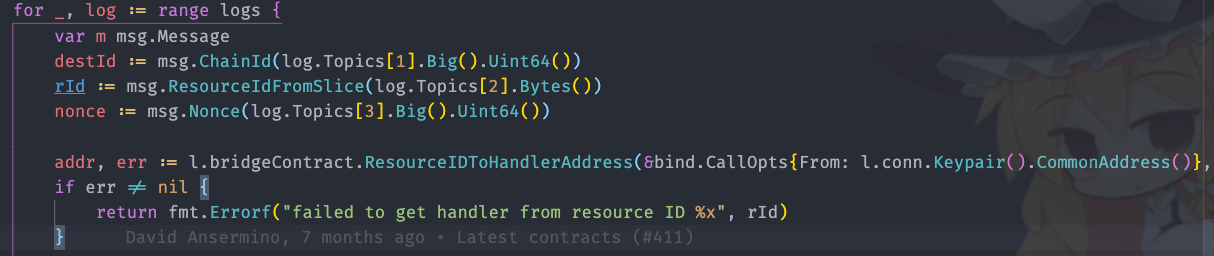 for _, log := range logs {
var m msg.Message
destId := msg.ChainId(log.Topics[1].Big().Uint64())
rId := msg.ResourceIdFromSlice(log.Topics[2].Bytes())
nonce := msg.Nonce(log.Topics[3].Big().Uint64())
addr, err := l.bridgeContract.ResourceIDToHandlerAddress(&bind.CallOpts{From: l.conn.Keypair().CommonAddress()},
if err ≠ nil {
return fmt.Errorf("failed to get handler from resource ID %x", rId)
} David Ansermino, 7 months ago • Latest contracts (#411)